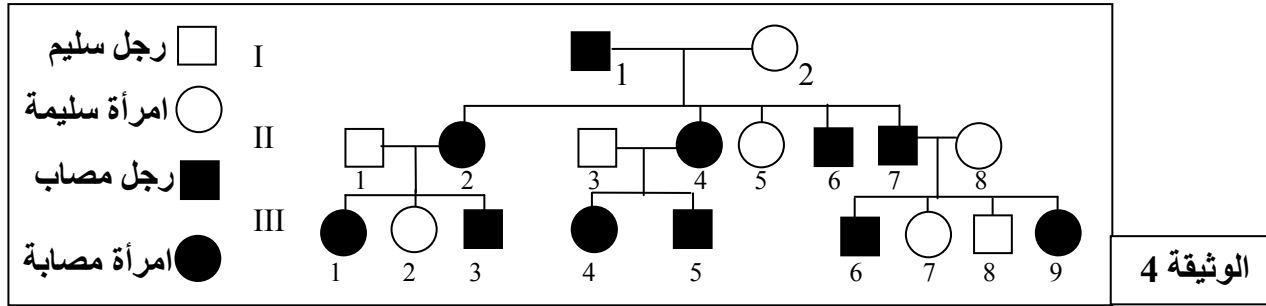 رجل سليم
امرأة سليمة
رجل مصاب
امرأة مصابة
I
1 2
II
1 2 3 4 5 6 7 8
III
1 2 3 4 5 6 7 8 9
الوثيقة 4